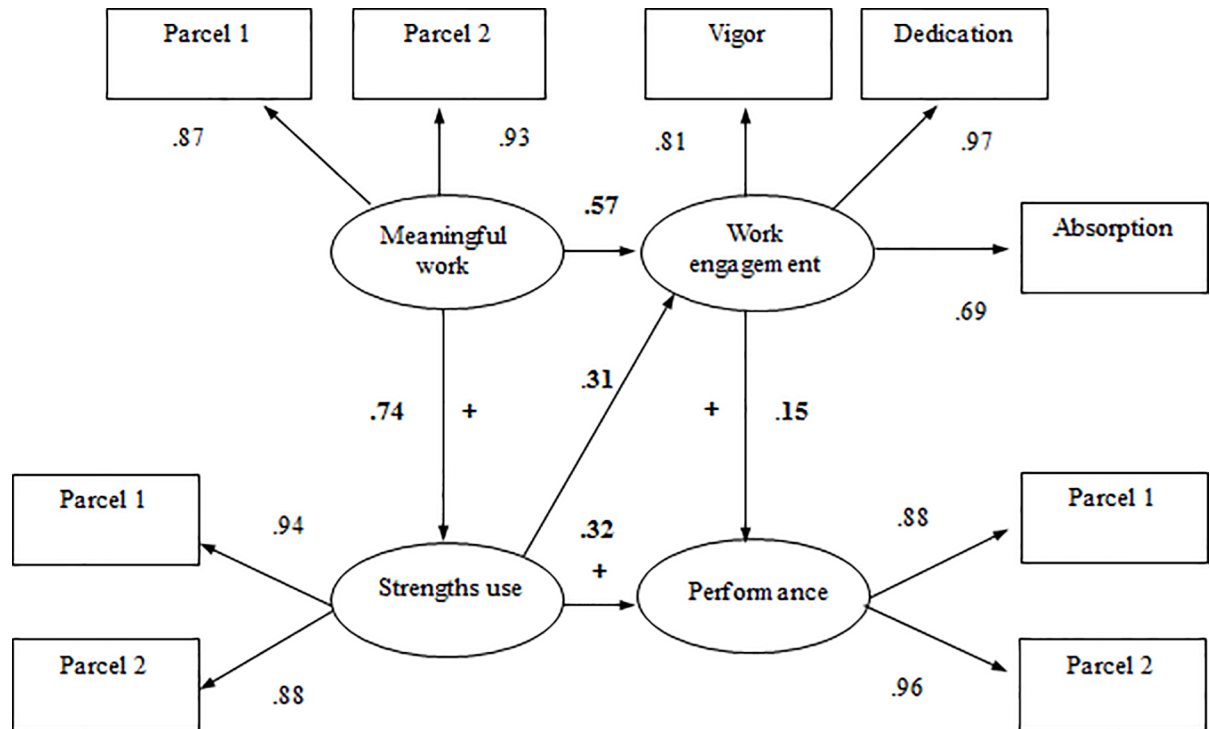 Parcel 1
Parcel 2
Vigor
Dedication
.87
.93
.81
.97
.57
Meaningful
work
Work
engagement
Absorption
.69
.31
.74
+
+
.15
Parcel 1
.94
.32
+
.88
Parcel 1
Strengths use
Performance
Parcel 2
.88
.96
Parcel 2